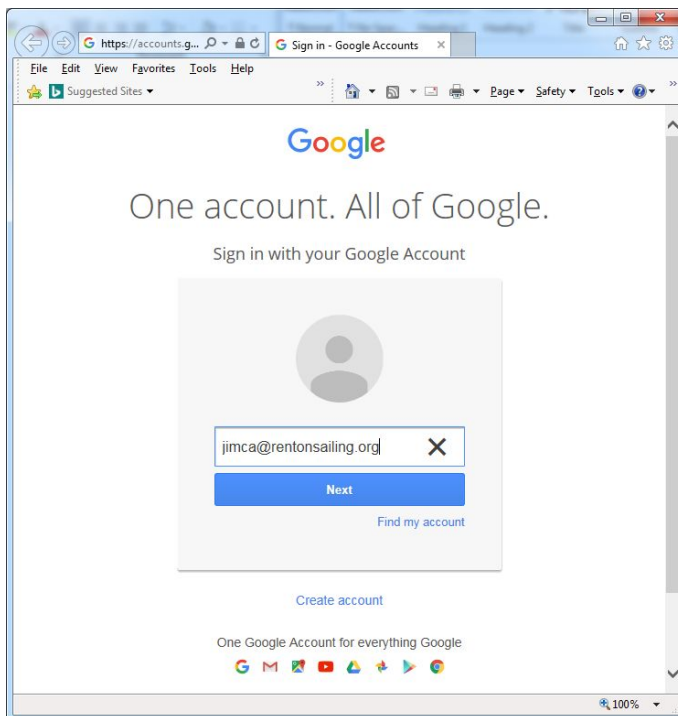 https://accounts.g...
Sign in - Google Accounts
File Edit View Favorites Tools Help
Suggested Sites
Page Safety Tools
Google
One account. All of Google.
Sign in with your Google Account
jimca@rentonsailing.org
Next
Find my account
Create account
One Google Account for everything Google
100%